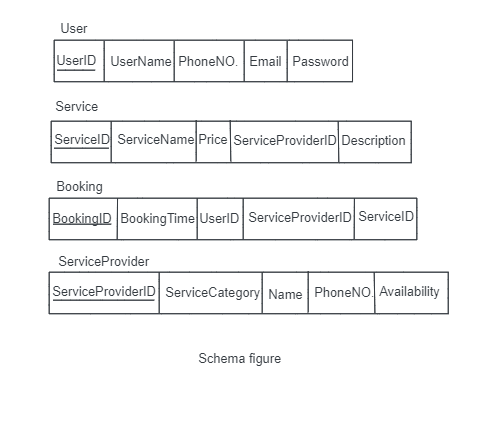 User
UserID UserName PhoneNO. Email Password
Service
ServiceID ServiceName Price ServiceProviderID Description
Booking
BookingID BookingTime UserID ServiceProviderID ServiceID
ServiceProvider
ServiceProviderID ServiceCategory Name PhoneNO. Availability
Schema figure